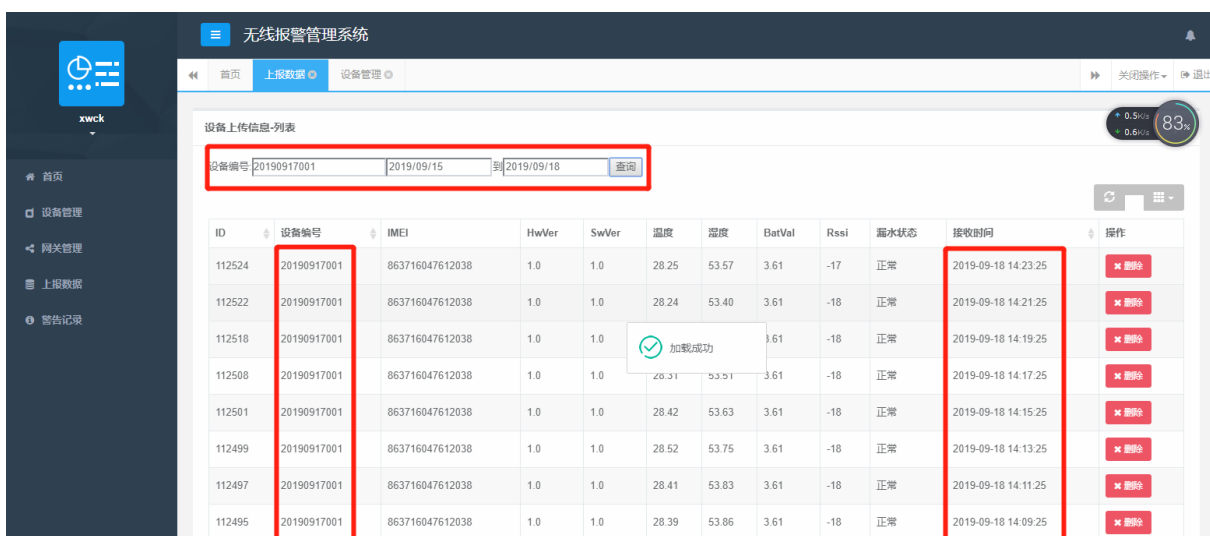 无线报警管理系统
首页 上报数据 设备管理 关闭操作 退出
xwck
首页
设备管理
网关管理
上报数据
警告记录
设备上传信息-列表
0.5K/s
0.6K/s
83%
设备编号:20190917001 2019/09/15 到2019/09/18 查询
ID 设备编号 IMEI HwVer SwVer 温度 湿度 BatVal Rssi 漏水状态 接收时间 操作
112524 20190917001 863716047612038 1.0 1.0 28.25 53.57 3.61 -17 正常 2019-09-18 14:23:25 删除
112522 20190917001 863716047612038 1.0 1.0 28.24 53.40 3.61 -18 正常 2019-09-18 14:21:25 删除
112518 20190917001 863716047612038 1.0 1.0 3.61 -18 正常 2019-09-18 14:19:25 删除
加载成功
112508 20190917001 863716047612038 1.0 1.0 28.31 53.51 3.61 -18 正常 2019-09-18 14:17:25 删除
112501 20190917001 863716047612038 1.0 1.0 28.42 53.63 3.61 -18 正常 2019-09-18 14:15:25 删除
112499 20190917001 863716047612038 1.0 1.0 28.52 53.75 3.61 -18 正常 2019-09-18 14:13:25 删除
112497 20190917001 863716047612038 1.0 1.0 28.41 53.83 3.61 -18 正常 2019-09-18 14:11:25 删除
112495 20190917001 863716047612038 1.0 1.0 28.39 53.86 3.61 -18 正常 2019-09-18 14:09:25 删除